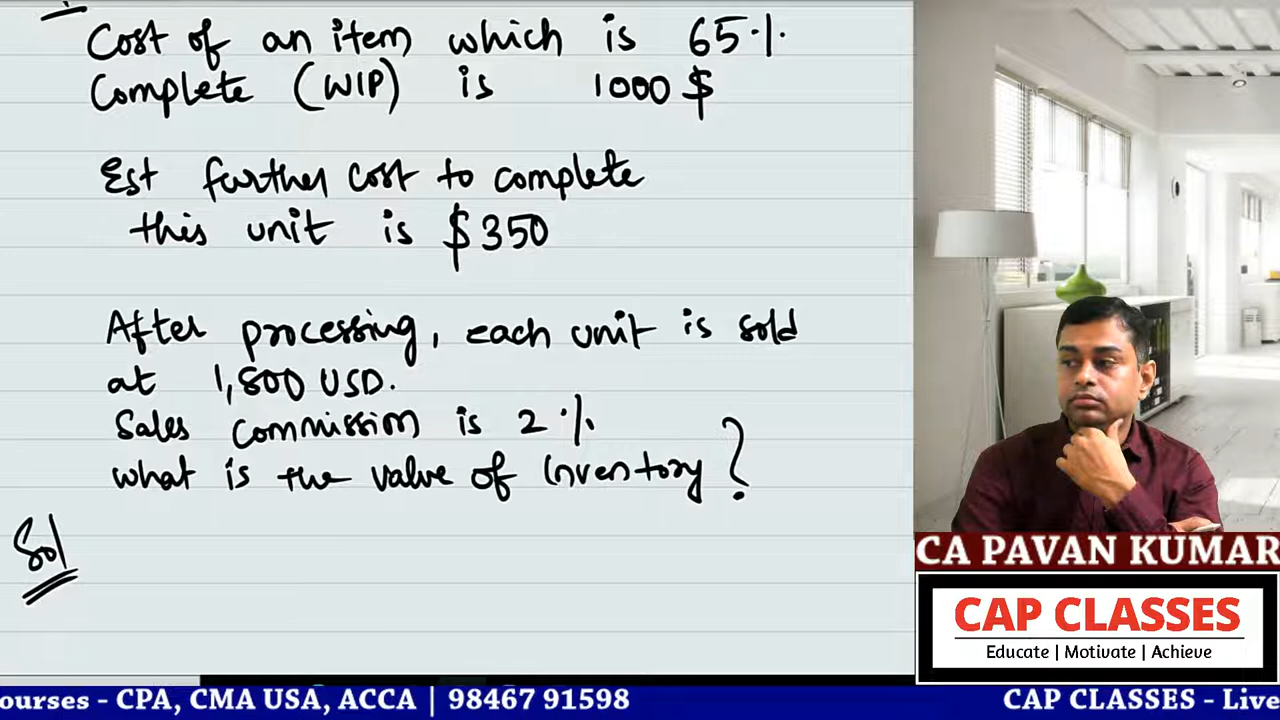 Cost of an item which is 65%
Complete (WIP) is 1000 $
Est further cost to complete
this unit is $350
After processing, each unit is sold
at 1,800 USD.
Sales Commission is 2%
What is the value of Inventory?
Sol
CA PAVAN KUMAR
CAP CLASSES
Educate | Motivate | Achieve
ourses - CPA, CMA USA, ACCA | 98467 91598
CAP CLASSES - Live